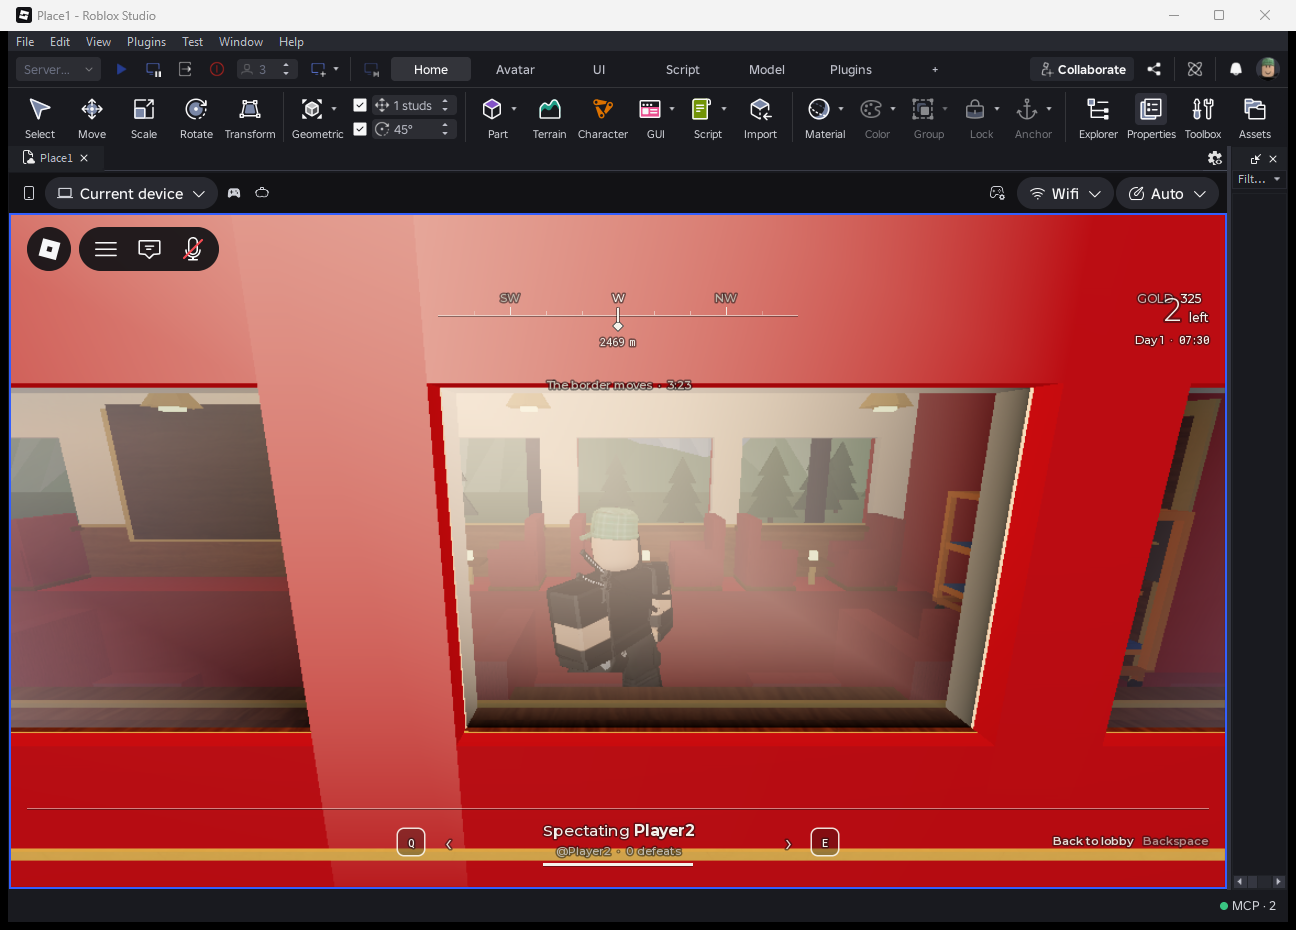 Place1 - Roblox Studio
File Edit View Plugins Test Window Help
Server... 3 Home Avatar UI Script Model Plugins + Collaborate
1 studs
45°
Select Move Scale Rotate Transform Geometric Part Terrain Character GUI Script Import Material Color Group Lock Anchor Explorer Properties Toolbox Assets
Place1
Filt...
Current device Wifi Auto
SW W NW
2469 m
GOLD 325
2 left
Day 1 · 07:30
The border moves · 3:23
Q ‹ Spectating Player2 › E
@Player2 · 0 defeats
Back to lobby Backspace
MCP · 2